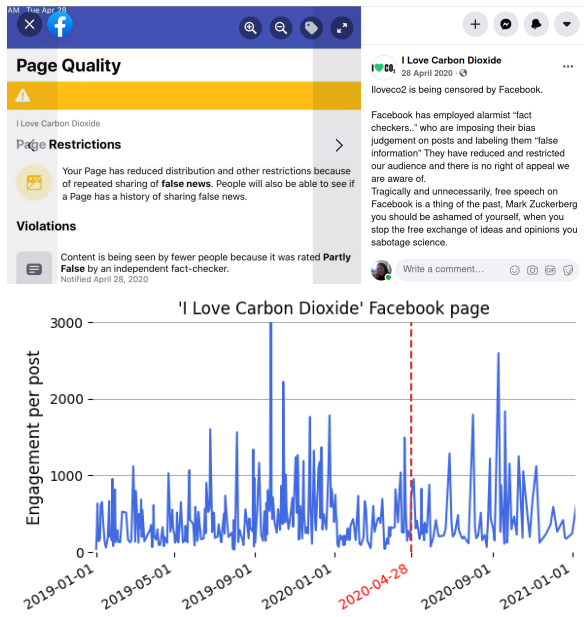 AM Tue Apr 28
Page Quality
I Love Carbon Dioxide
Page Restrictions
Your Page has reduced distribution and other restrictions because
of repeated sharing of false news. People will also be able to see if
a Page has a history of sharing false news.
Violations
Content is being seen by fewer people because it was rated Partly
False by an independent fact-checker.
Notified April 28, 2020
I Love Carbon Dioxide
28 April 2020 ·
Iloveco2 is being censored by Facebook.
Facebook has employed alarmist “fact
checkers..” who are imposing their bias
judgement on posts and labeling them “false
information” They have reduced and restricted
our audience and there is no right of appeal we
are aware of.
Tragically and unnecessarily, free speech on
Facebook is a thing of the past, Mark Zuckerberg
you should be ashamed of yourself, when you
stop the free exchange of ideas and opinions you
sabotage science.
Write a comment…
GIF
'I Love Carbon Dioxide' Facebook page
Engagement per post
3000
2000
1000
0
2019-01-01
2019-05-01
2019-09-01
2020-01-01
2020-04-28
2020-09-01
2021-01-01